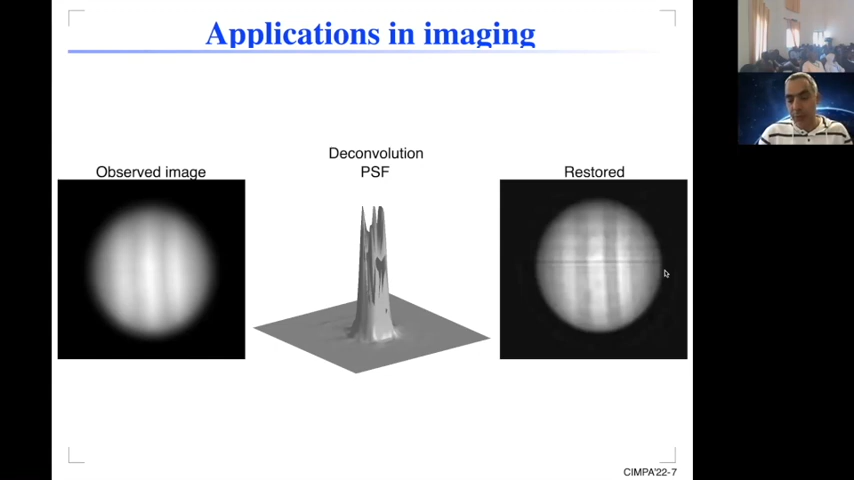 Applications in imaging
Deconvolution
Observed image
PSF
Restored
CIMPA'22-7